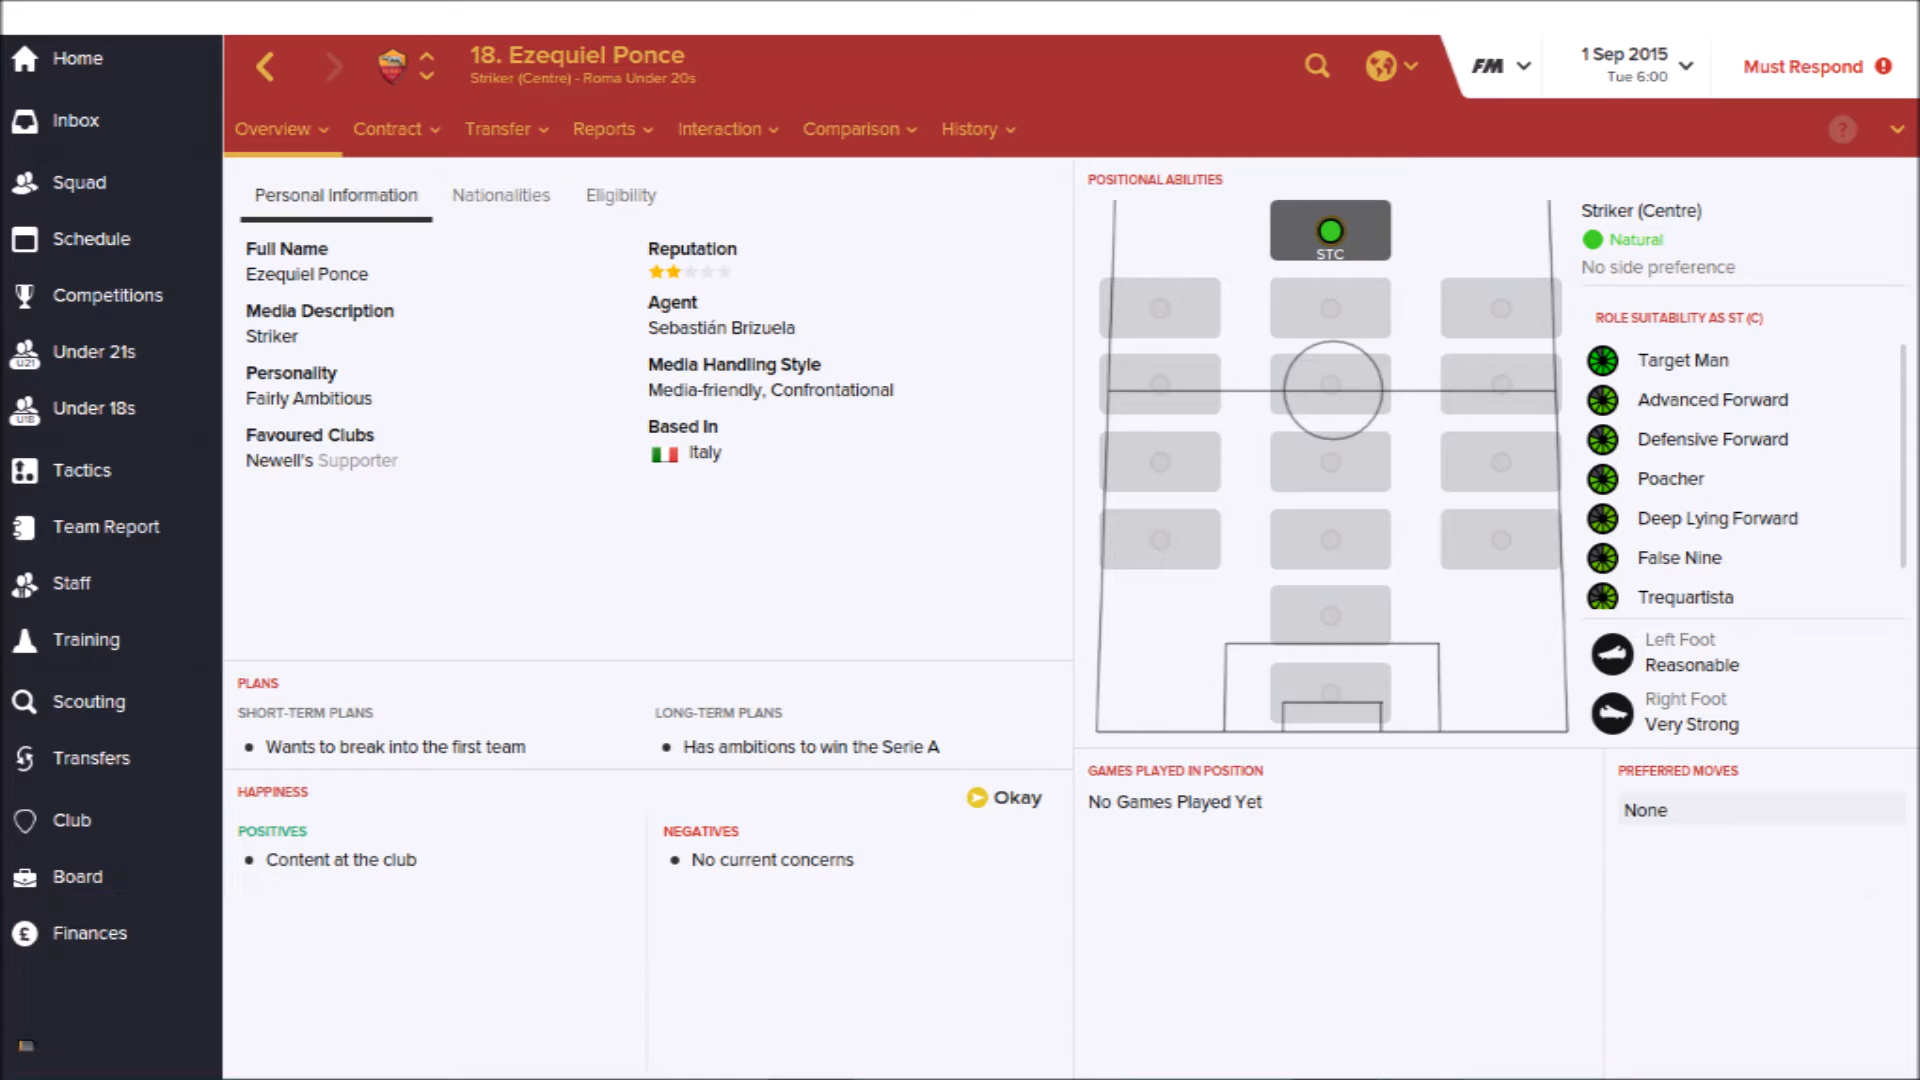 Home
Inbox
Squad
Schedule
Competitions
U21
Under 21s
U18
Under 18s
Tactics
Team Report
Staff
Training
Scouting
Transfers
Club
Board
£
Finances
18. Ezequiel Ponce
Striker (Centre) - Roma Under 20s
FM
1 Sep 2015
Tue 6:00
Must Respond !
Overview
Contract
Transfer
Reports
Interaction
Comparison
History
?
Personal Information
Nationalities
Eligibility
Full Name
Ezequiel Ponce
Media Description
Striker
Personality
Fairly Ambitious
Favoured Clubs
Newell's Supporter
Reputation
Agent
Sebastián Brizuela
Media Handling Style
Media-friendly, Confrontational
Based In
Italy
PLANS
SHORT-TERM PLANS
• Wants to break into the first team
LONG-TERM PLANS
• Has ambitions to win the Serie A
HAPPINESS
Okay
POSITIVES
• Content at the club
NEGATIVES
• No current concerns
POSITIONAL ABILITIES
STC
Striker (Centre)
Natural
No side preference
ROLE SUITABILITY AS ST (C)
Target Man
Advanced Forward
Defensive Forward
Poacher
Deep Lying Forward
False Nine
Trequartista
Left Foot
Reasonable
Right Foot
Very Strong
GAMES PLAYED IN POSITION
No Games Played Yet
PREFERRED MOVES
None